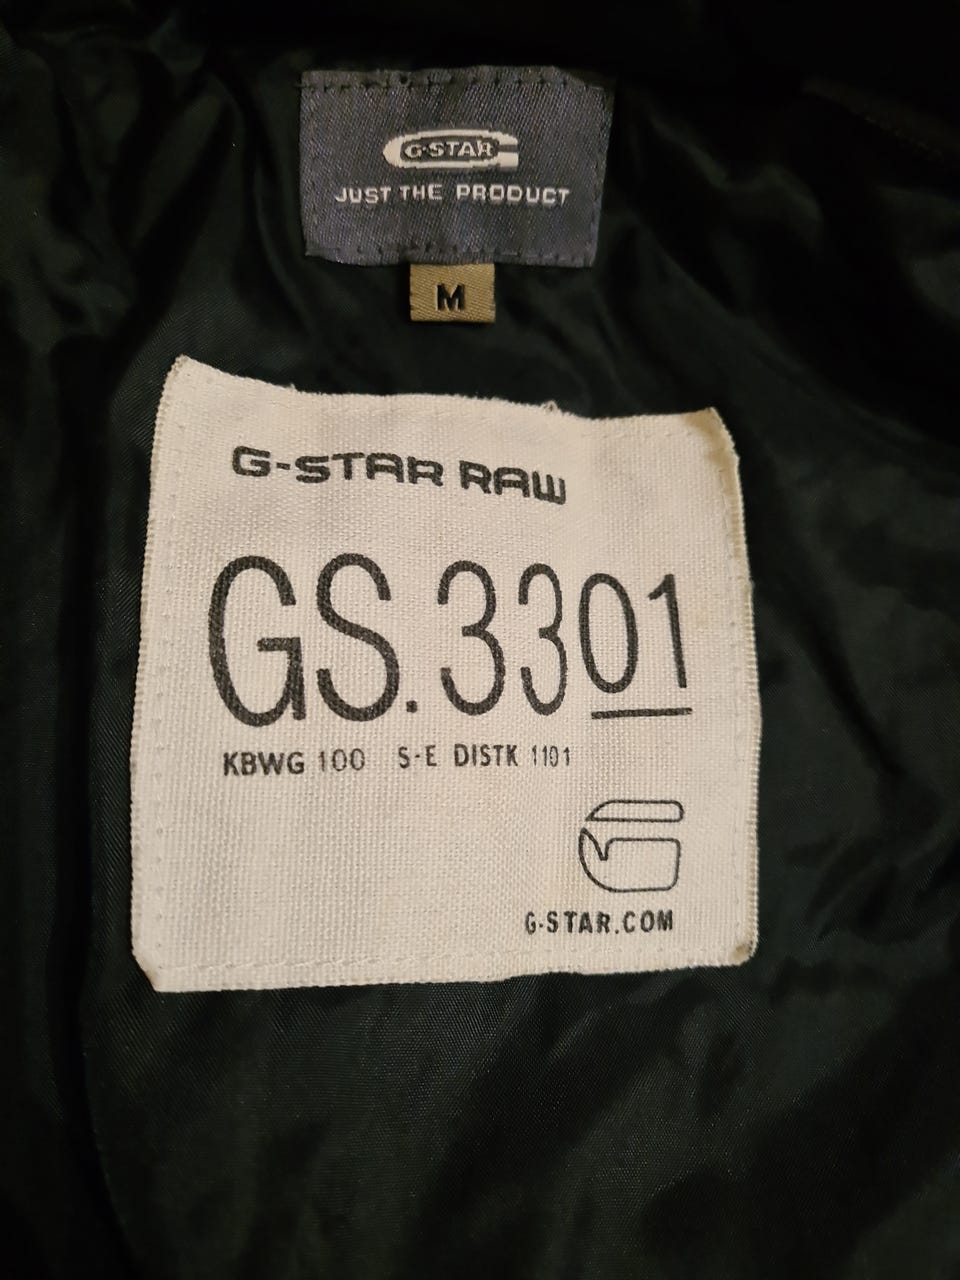 G-STAR
JUST THE PRODUCT
M
G-STAR RAW
GS.3301
KBWG 100 S-E DISTK 1101
G-STAR.COM